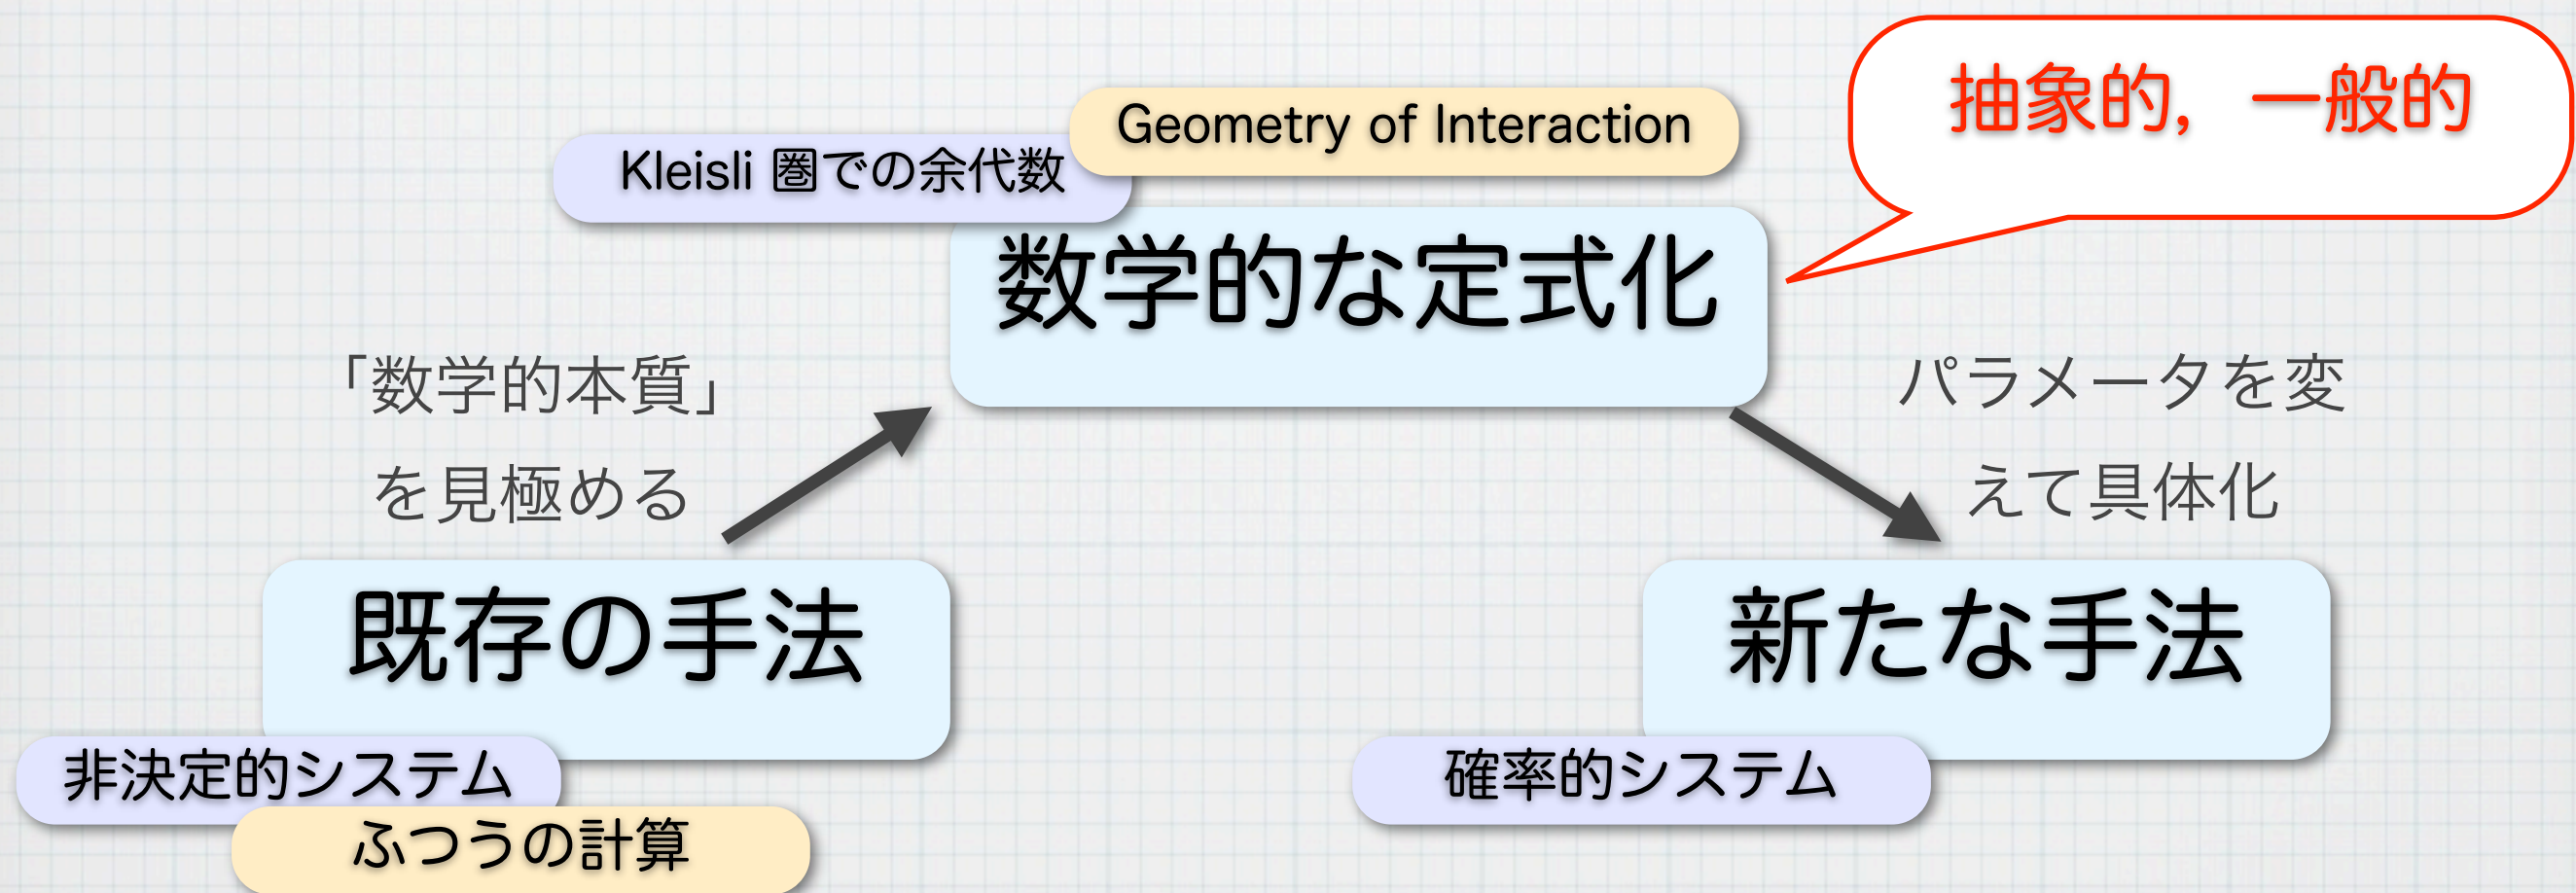 抽象的，一般的
Geometry of Interaction
Kleisli 圏での余代数
数学的な定式化
「数学的本質」
を見極める
パラメータを変
えて具体化
既存の手法
新たな手法
非決定的システム
ふつうの計算
確率的システム